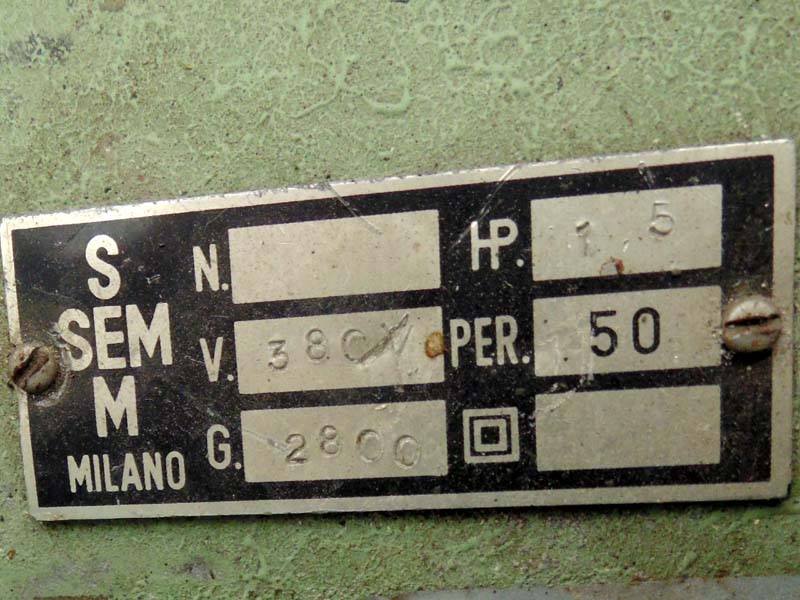 S
SEM
M
MILANO
N.
HP. 1,5
V. 380V
PER. 50
G. 2800